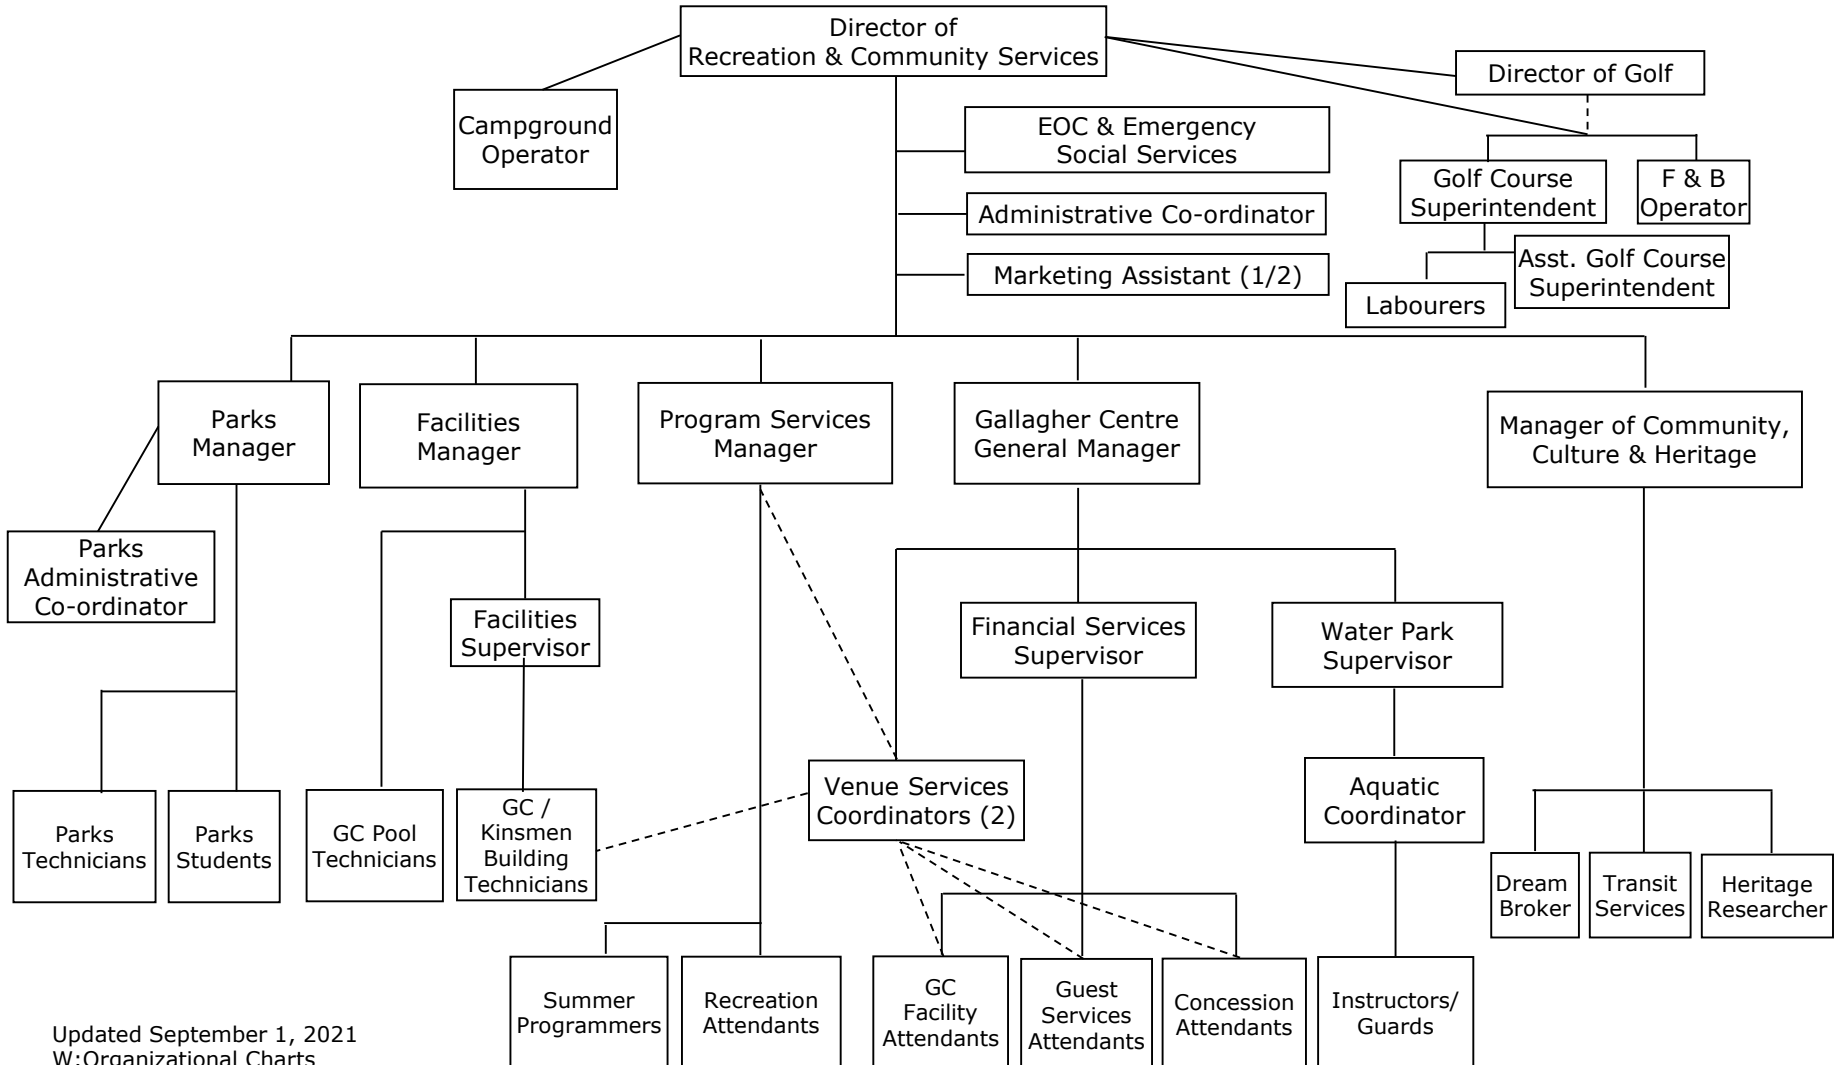 Director of
Recreation & Community Services
Director of Golf
Campground
Operator
EOC & Emergency
Social Services
Golf Course
Superintendent
F & B
Operator
Administrative Co-ordinator
Asst. Golf Course
Superintendent
Marketing Assistant (1/2)
Labourers
Parks
Manager
Facilities
Manager
Program Services
Manager
Gallagher Centre
General Manager
Manager of Community,
Culture & Heritage
Parks
Administrative
Co-ordinator
Facilities
Supervisor
Financial Services
Supervisor
Water Park
Supervisor
Venue Services
Coordinators (2)
Aquatic
Coordinator
Parks
Technicians
Parks
Students
GC Pool
Technicians
GC /
Kinsmen
Building
Technicians
Dream
Broker
Transit
Services
Heritage
Researcher
Summer
Programmers
Recreation
Attendants
GC
Facility
Attendants
Guest
Services
Attendants
Concession
Attendants
Instructors/
Guards
Updated September 1, 2021
W:Organizational Charts